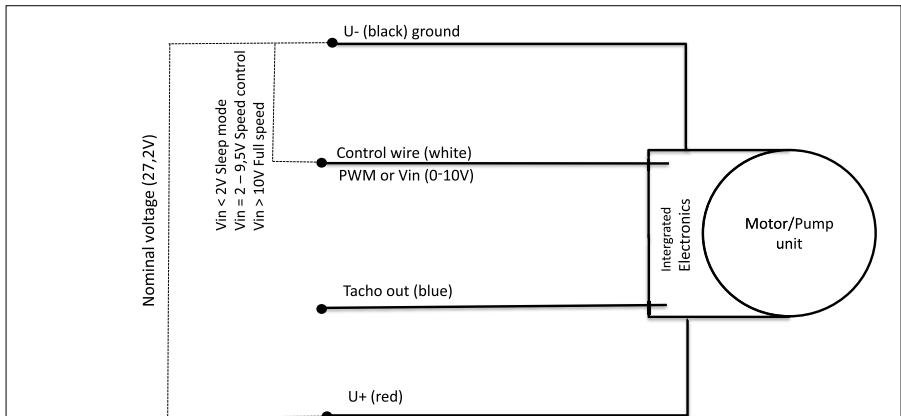 U- (black) ground
Nominal voltage (27,2V)
Vin < 2V Sleep mode
Vin = 2 – 9,5V Speed control
Vin > 10V Full speed
Control wire (white)
PWM or Vin (0-10V)
Intergrated
Electronics
Motor/Pump
unit
Tacho out (blue)
U+ (red)